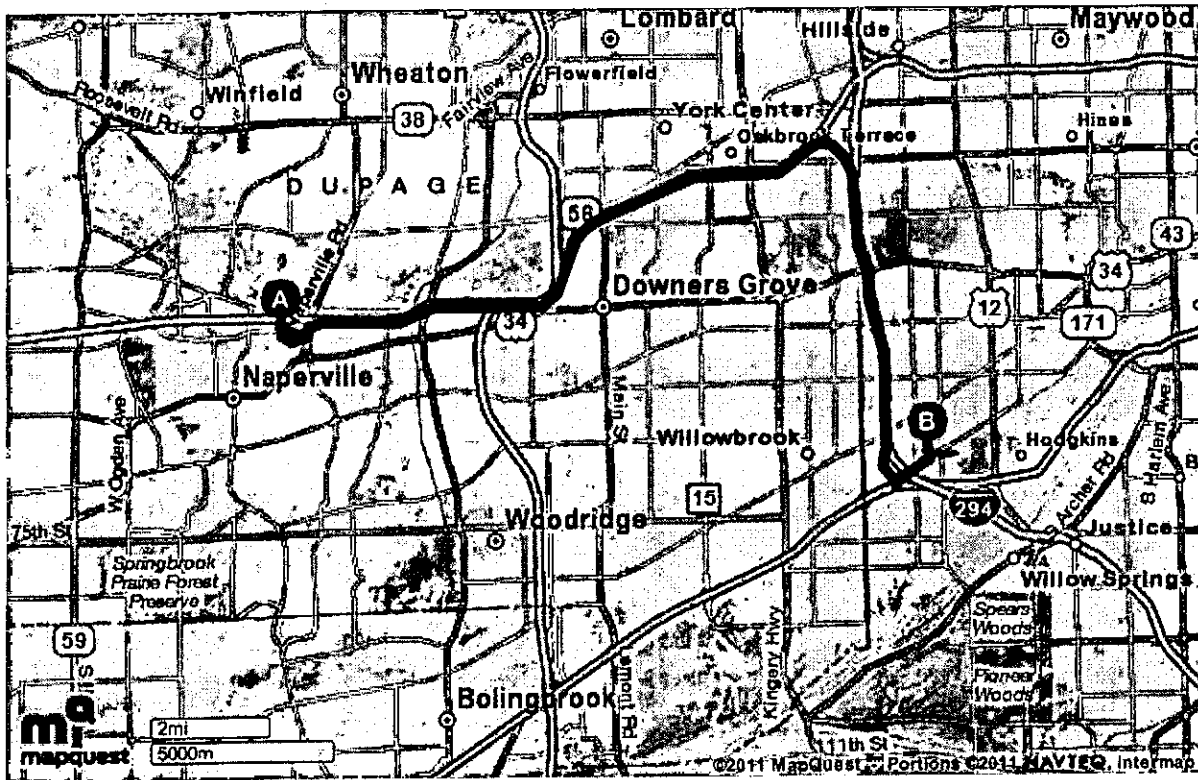 Lombard
Hillside
Maywood
Wheaton
Fairview Ave
Flowerfield
Roosevelt Rd
Winfield
38
York Center
Oakbrook Terrace
Hines
DUPAGE
56
43
Naperville Rd
A
Downers Grove
34
12
34
171
Naperville
Main St
W Ogden Ave
B
Willowbrook
Hodgkins
S Harlem Ave
Archer Rd
15
294
75th St
Woodridge
Justice
Springbrook
Prairie Forest
Preserve
Willow Springs
Spears
Woods
59
Kingery Hwy
Pioneer
Woods
Bolingbrook
mapquest
2mi
5000m
111th St
©2011 MapQuest Portions ©2011 NAVTEQ, Intermap